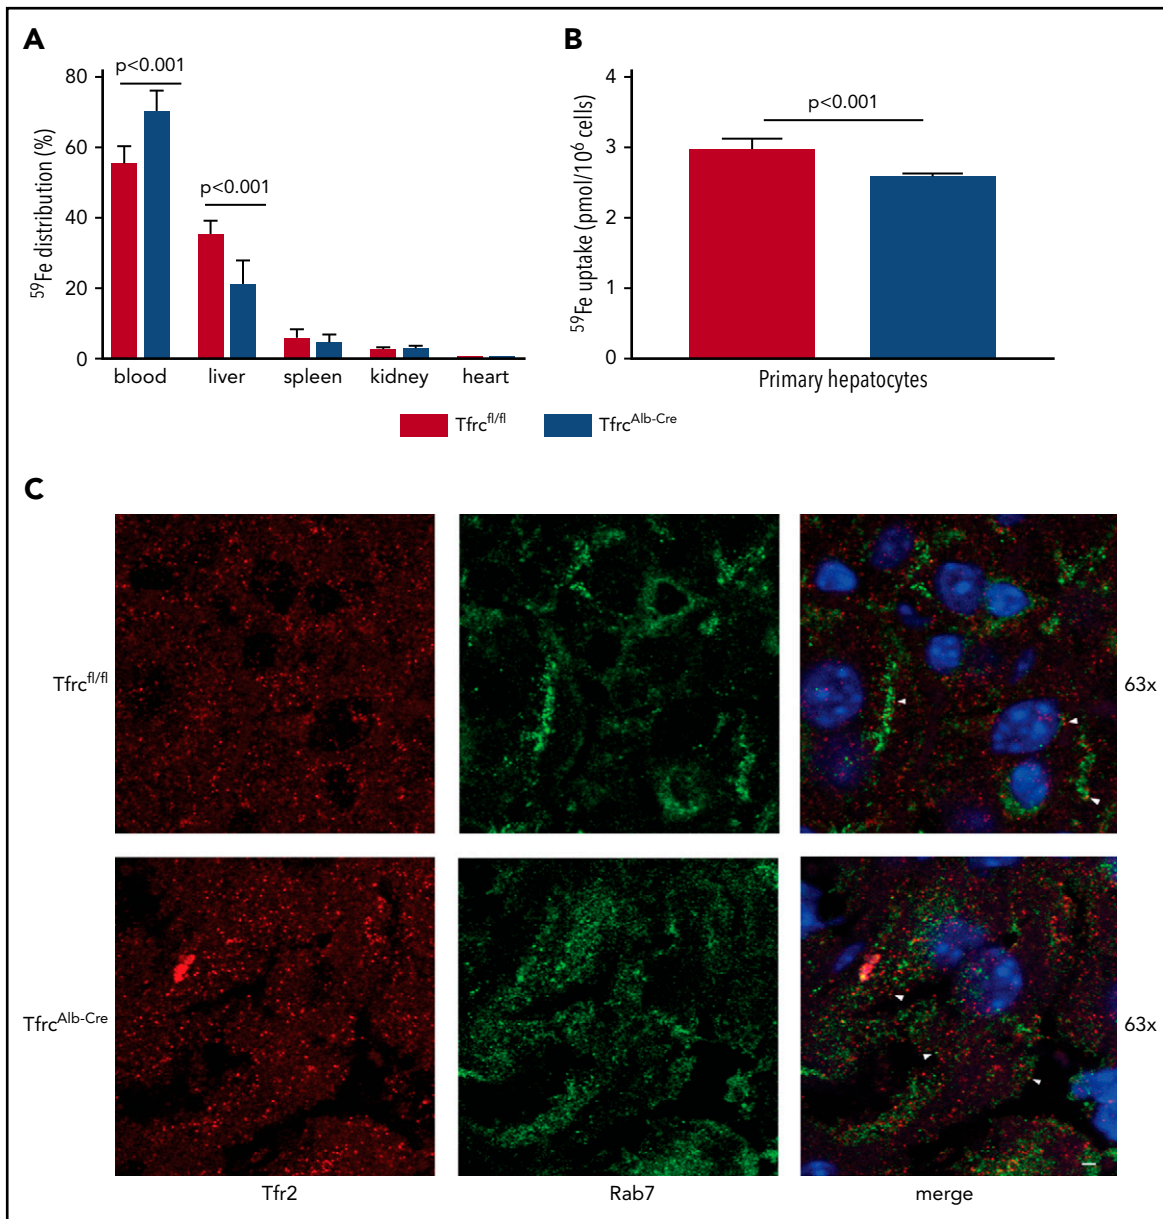 A
p<0.001
p<0.001
80
60
40
20
0
⁵⁹Fe distribution (%)
blood liver spleen kidney heart
B
p<0.001
4
3
2
1
0
⁵⁹Fe uptake (pmol/10⁶ cells)
Primary hepatocytes
Tfrcᶠˡ/ᶠˡ Tfrcᴬˡᵇ⁻ᶜʳᵉ
C
Tfrcᶠˡ/ᶠˡ 63x
Tfrcᴬˡᵇ⁻ᶜʳᵉ 63x
Tfr2 Rab7 merge